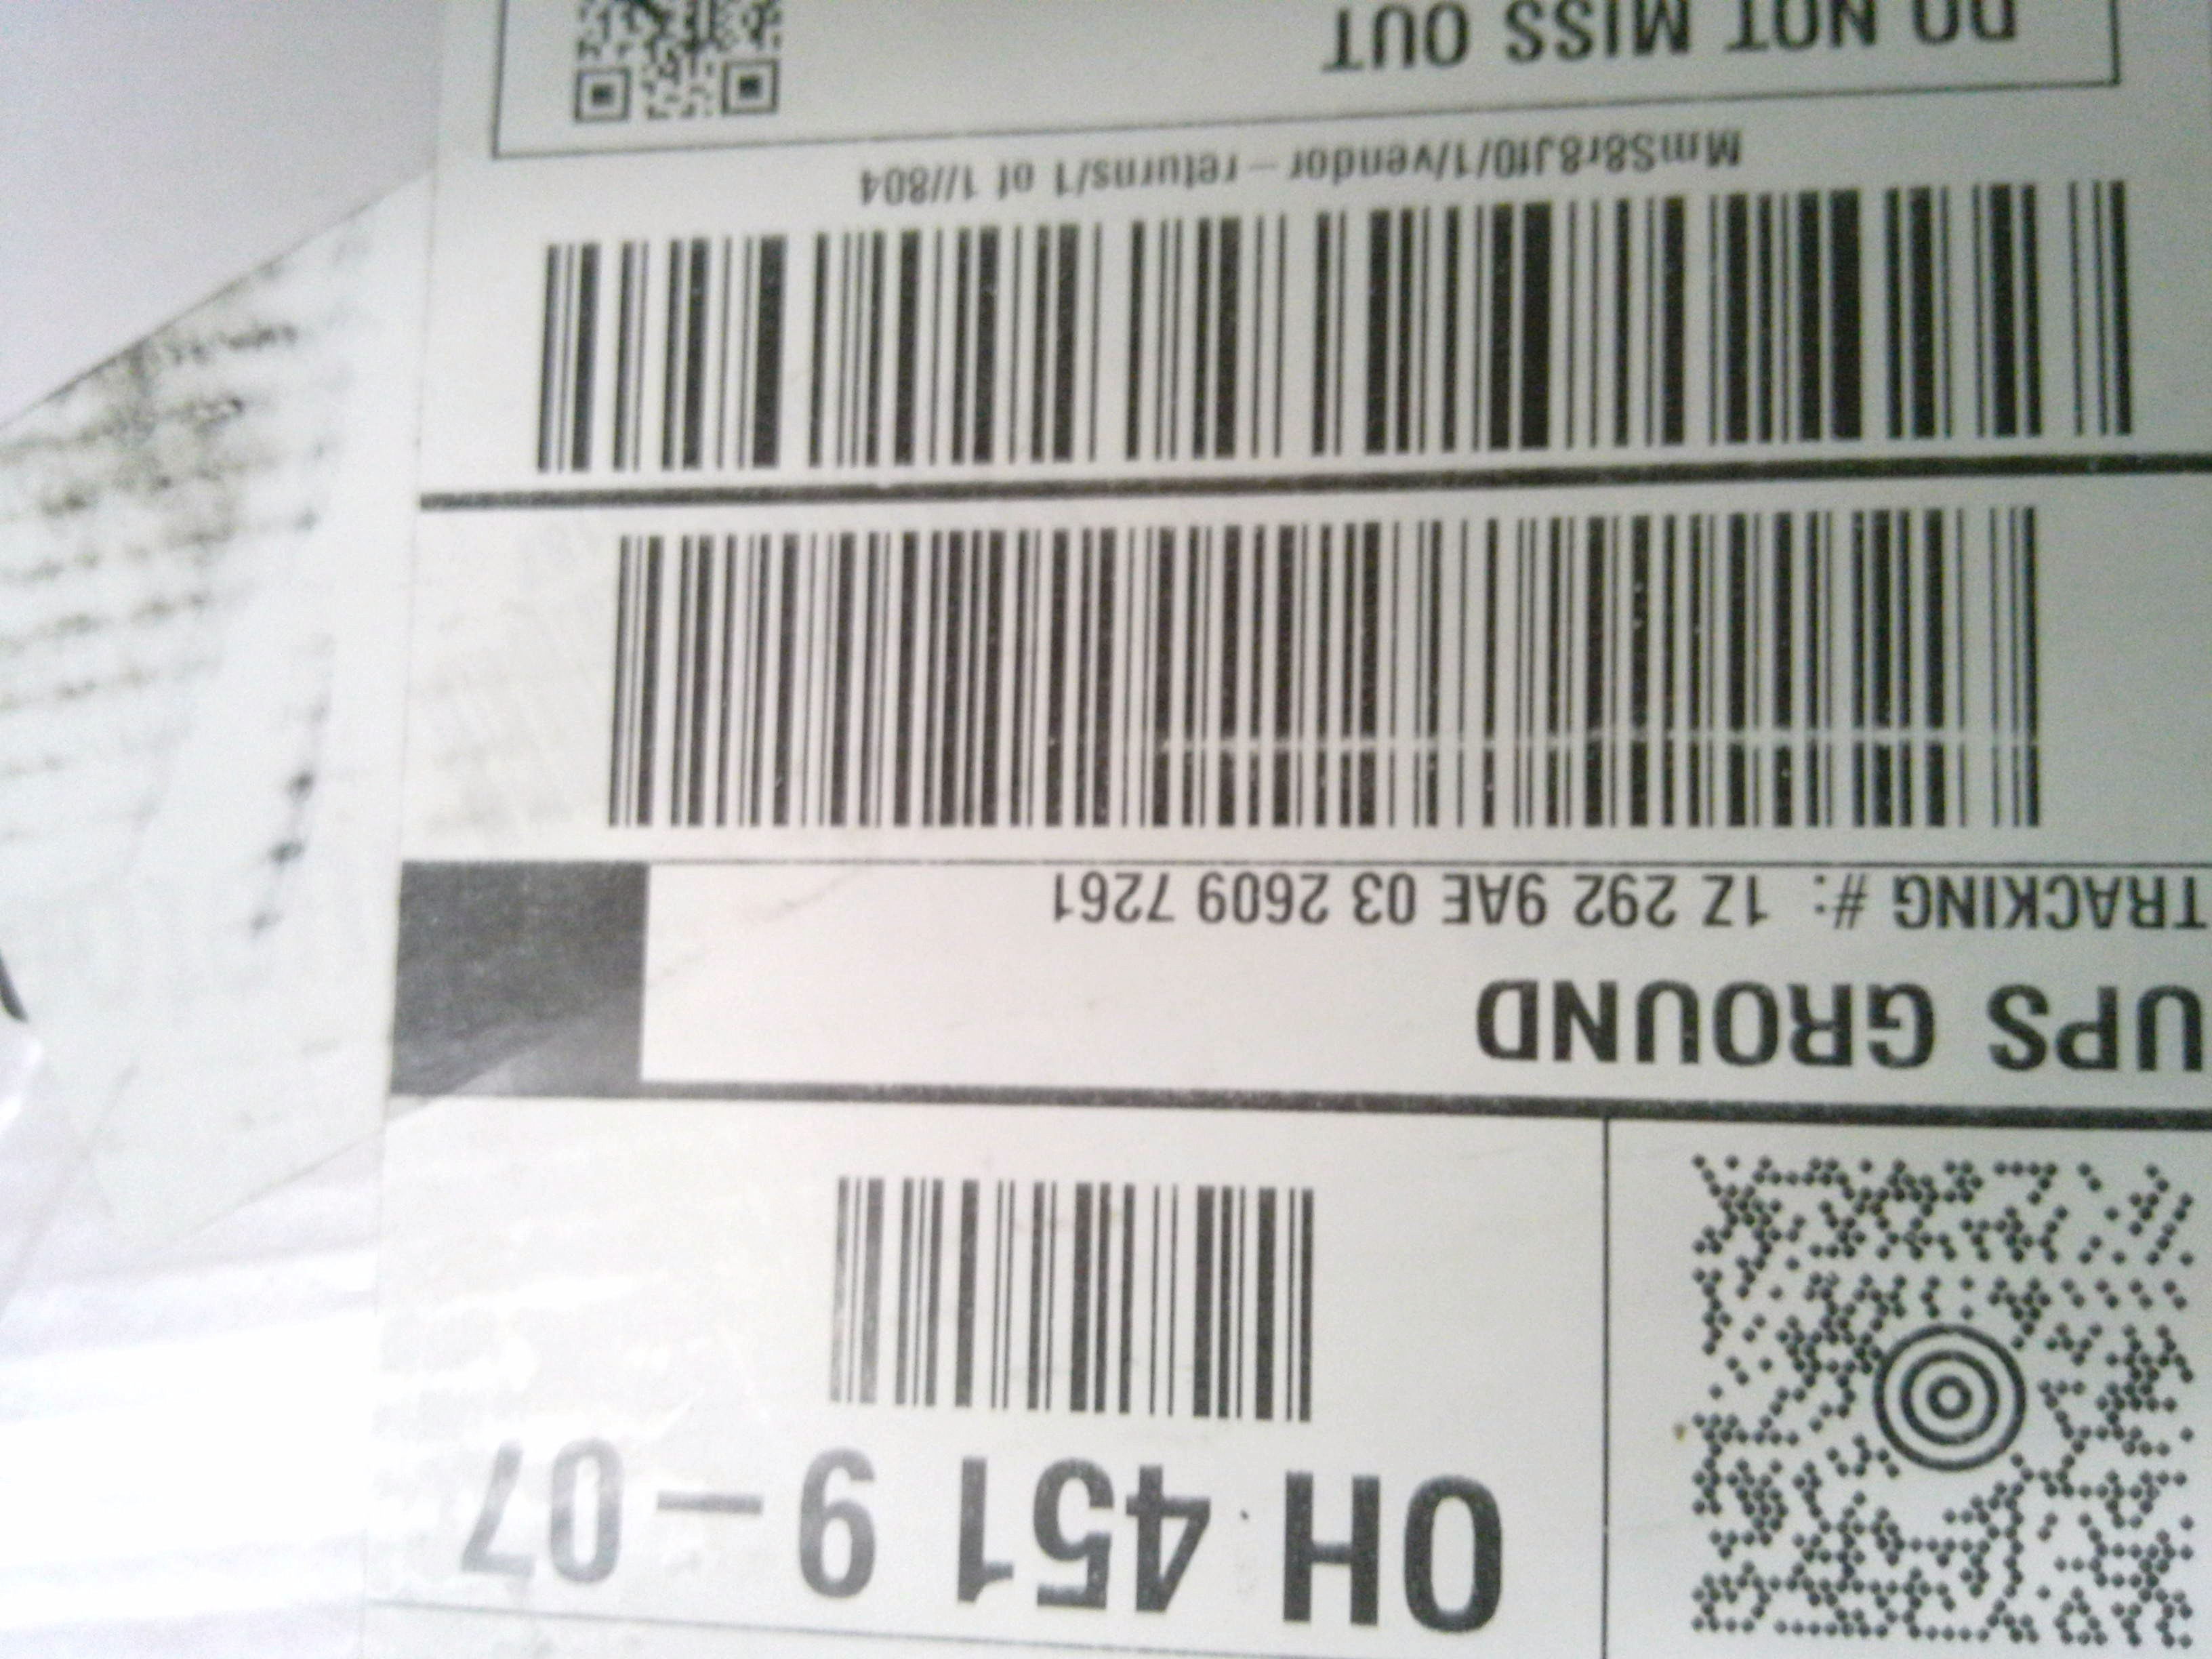 OH 451 9-07
UPS GROUND
TRACKING #: 1Z 292 9AE 03 2609 7261
MmS8r8Jf0/1/vendor-returns/1 of 1//804
DO NOT MISS OUT